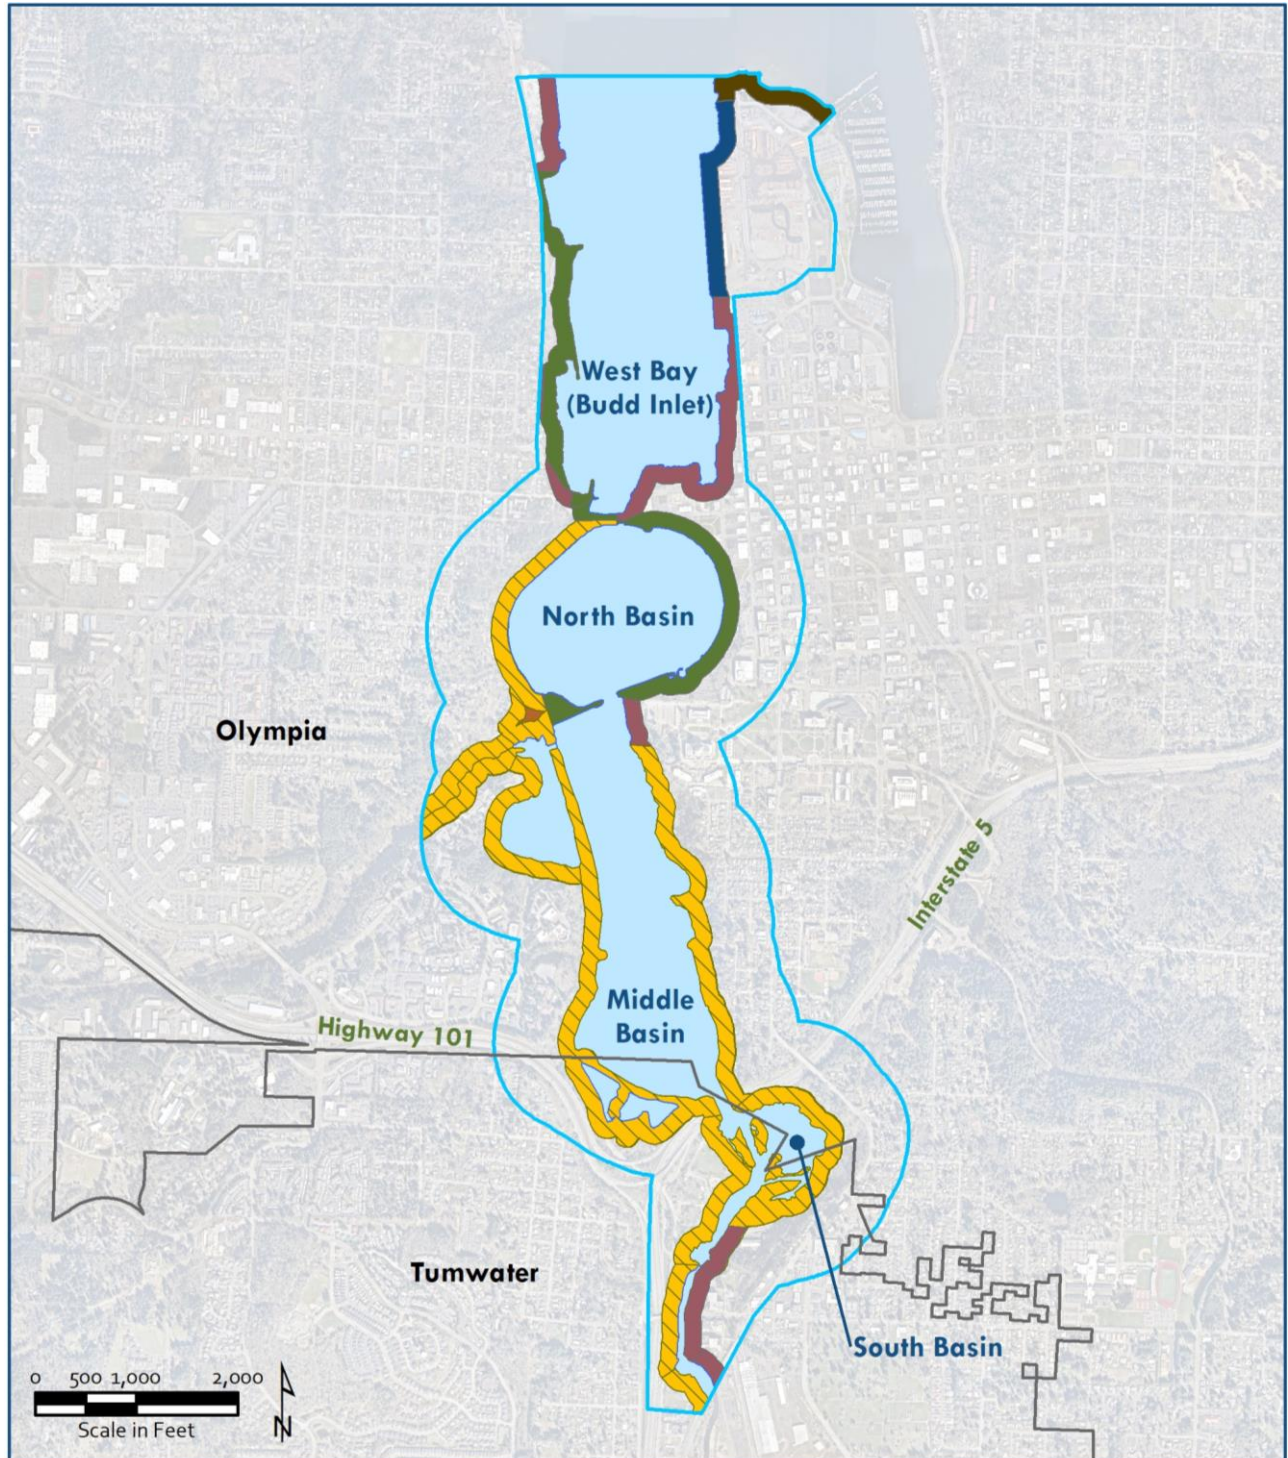 West Bay
(Budd Inlet)
North Basin
Olympia
Interstate 5
Middle
Basin
Highway 101
Tumwater
South Basin
0 500 1,000 2,000
Scale in Feet
N